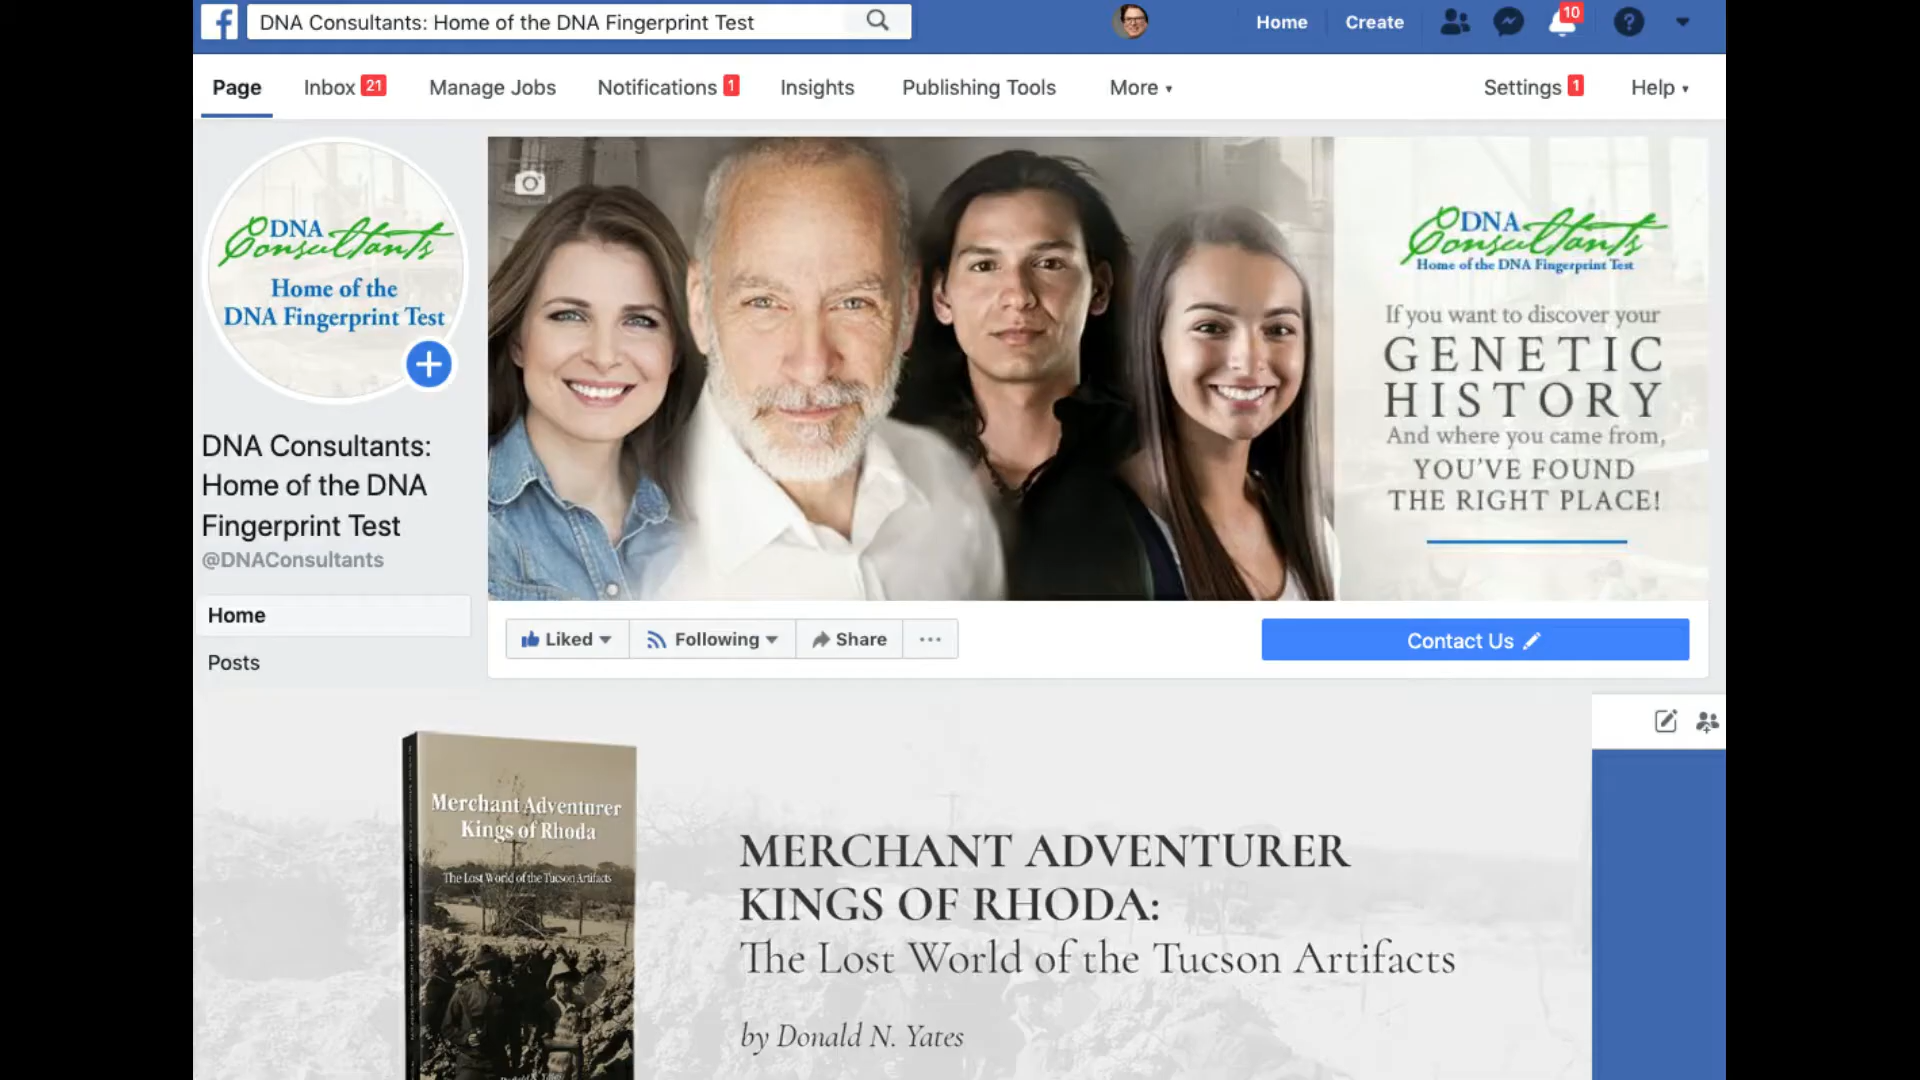 DNA Consultants: Home of the DNA Fingerprint Test
Home
Create
10
Page
Inbox 21
Manage Jobs
Notifications 1
Insights
Publishing Tools
More
Settings 1
Help
DNA
Consultants
Home of the
DNA Fingerprint Test
DNA Consultants:
Home of the DNA
Fingerprint Test
@DNAConsultants
Home
Posts
DNA
Consultants
Home of the DNA Fingerprint Test
If you want to discover your
GENETIC
HISTORY
And where you came from,
YOU'VE FOUND
THE RIGHT PLACE!
Liked
Following
Share
Contact Us
Merchant Adventurer
Kings of Rhoda
The Lost World of the Tucson Artifacts
MERCHANT ADVENTURER
KINGS OF RHODA:
The Lost World of the Tucson Artifacts
by Donald N. Yates